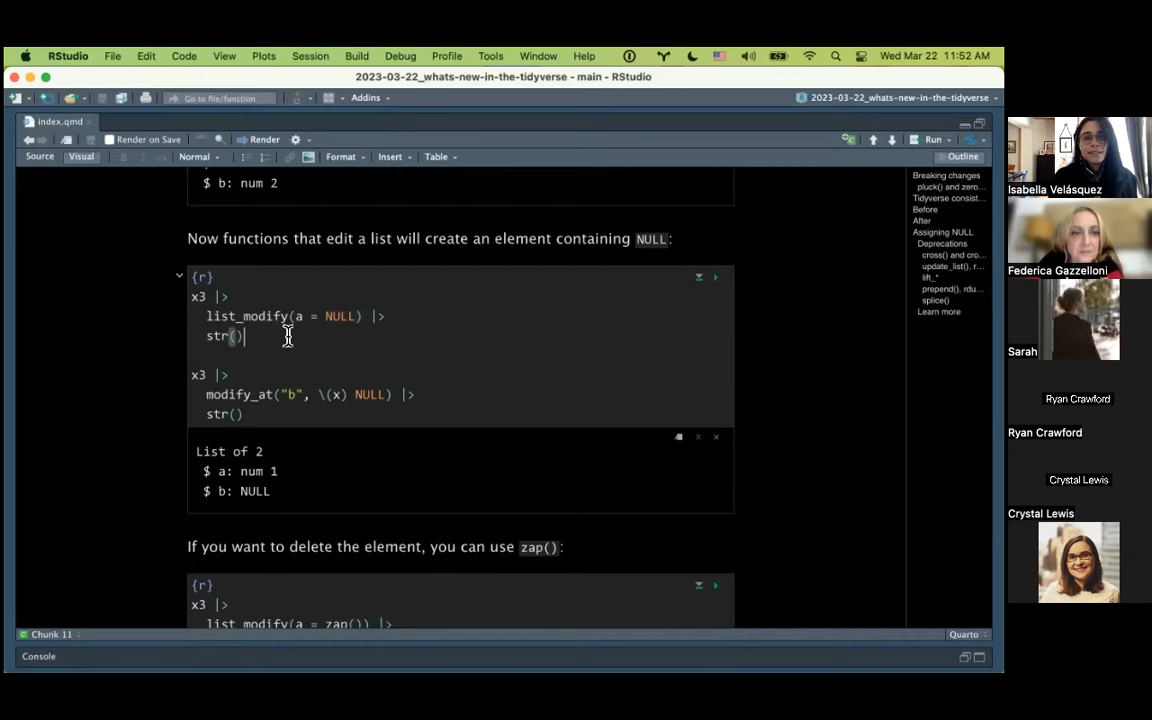 RStudio File Edit Code View Plots Session Build Debug Profile Tools Window Help Wed Mar 22 11:52 AM
2023-03-22_whats-new-in-the-tidyverse - main - RStudio
Go to file/function Addins 2023-03-22_whats-new-in-the-tidyverse
index.qmd
Render on Save Render Run
Source Visual B Normal Format Insert Table Outline
$ b: num 2
Now functions that edit a list will create an element containing NULL:
{r}
x3 |>
list_modify(a = NULL) |>
str()
x3 |>
modify_at("b", \(x) NULL) |>
str()
List of 2
$ a: num 1
$ b: NULL
If you want to delete the element, you can use zap():
{r}
x3 |>
list_modify(a = zap()) |>
Chunk 11
Quarto
Console
Breaking changes
pluck() and zero...
Tidyverse consist...
Before
After
Assigning NULL
Deprecations
cross() and cro...
update_list(), r...
lift_*
prepend(), rdu...
splice()
Learn more
Isabella Velásquez
Federica Gazzelloni
Sarah
Ryan Crawford
Ryan Crawford
Crystal Lewis
Crystal Lewis